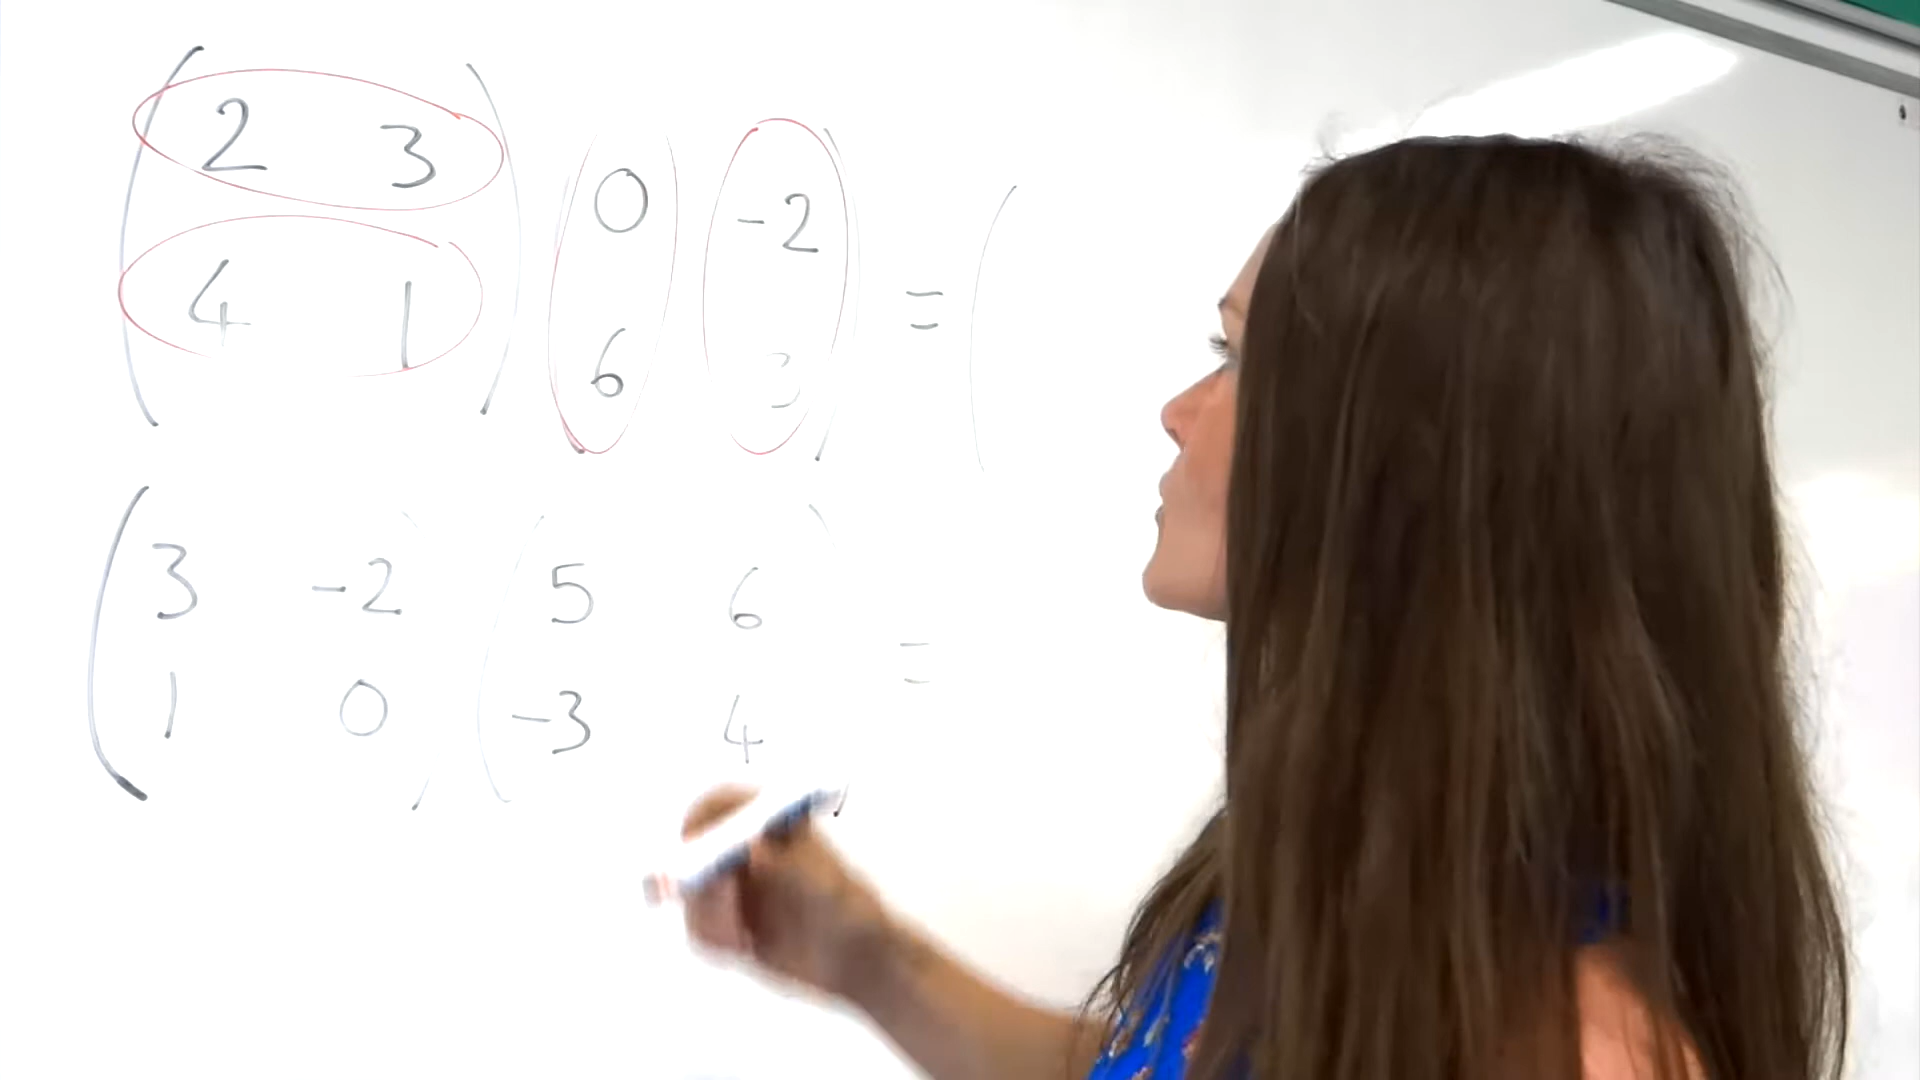 ( 2 3 ) ( 0 -2 ) = (
( 4 1 ) ( 6 3 )
( 3 -2 ) ( 5 6 ) =
( 1 0 ) ( -3 4 )